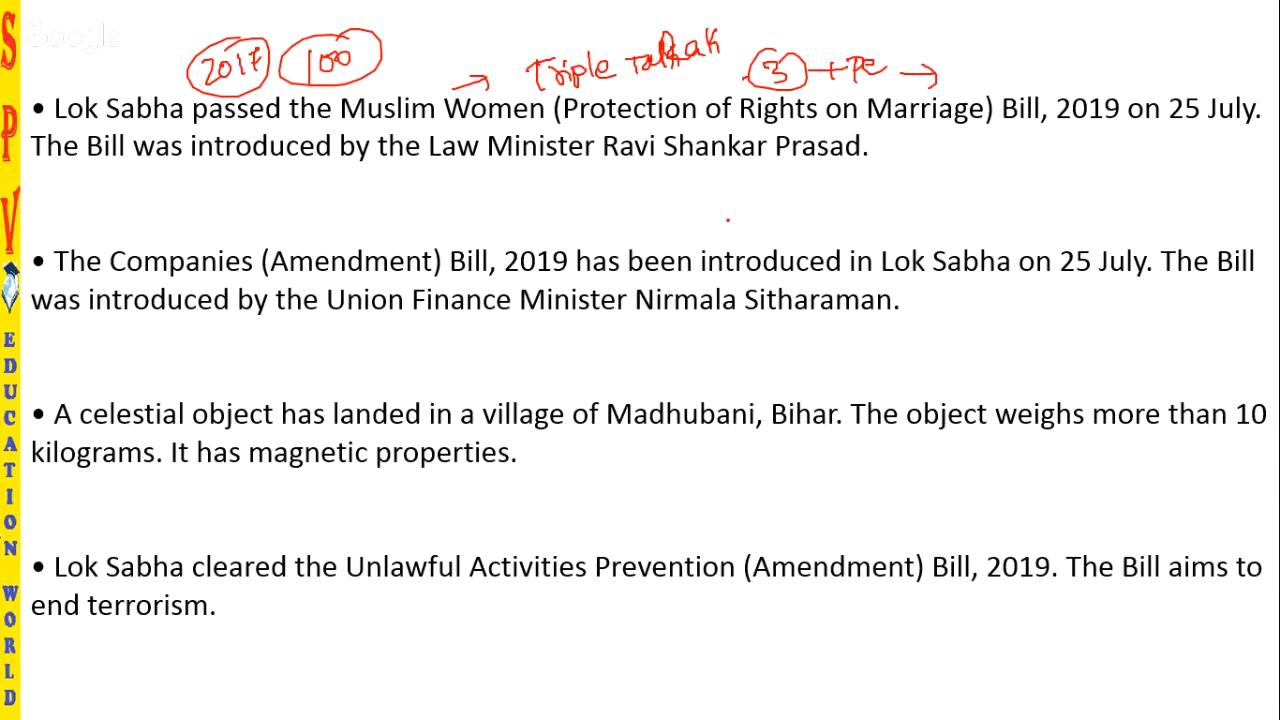 Google
2017 100 → Triple Talak 3 + →
• Lok Sabha passed the Muslim Women (Protection of Rights on Marriage) Bill, 2019 on 25 July.
The Bill was introduced by the Law Minister Ravi Shankar Prasad.
• The Companies (Amendment) Bill, 2019 has been introduced in Lok Sabha on 25 July. The Bill
was introduced by the Union Finance Minister Nirmala Sitharaman.
• A celestial object has landed in a village of Madhubani, Bihar. The object weighs more than 10
kilograms. It has magnetic properties.
• Lok Sabha cleared the Unlawful Activities Prevention (Amendment) Bill, 2019. The Bill aims to
end terrorism.
SPV EDUCATION WORLD